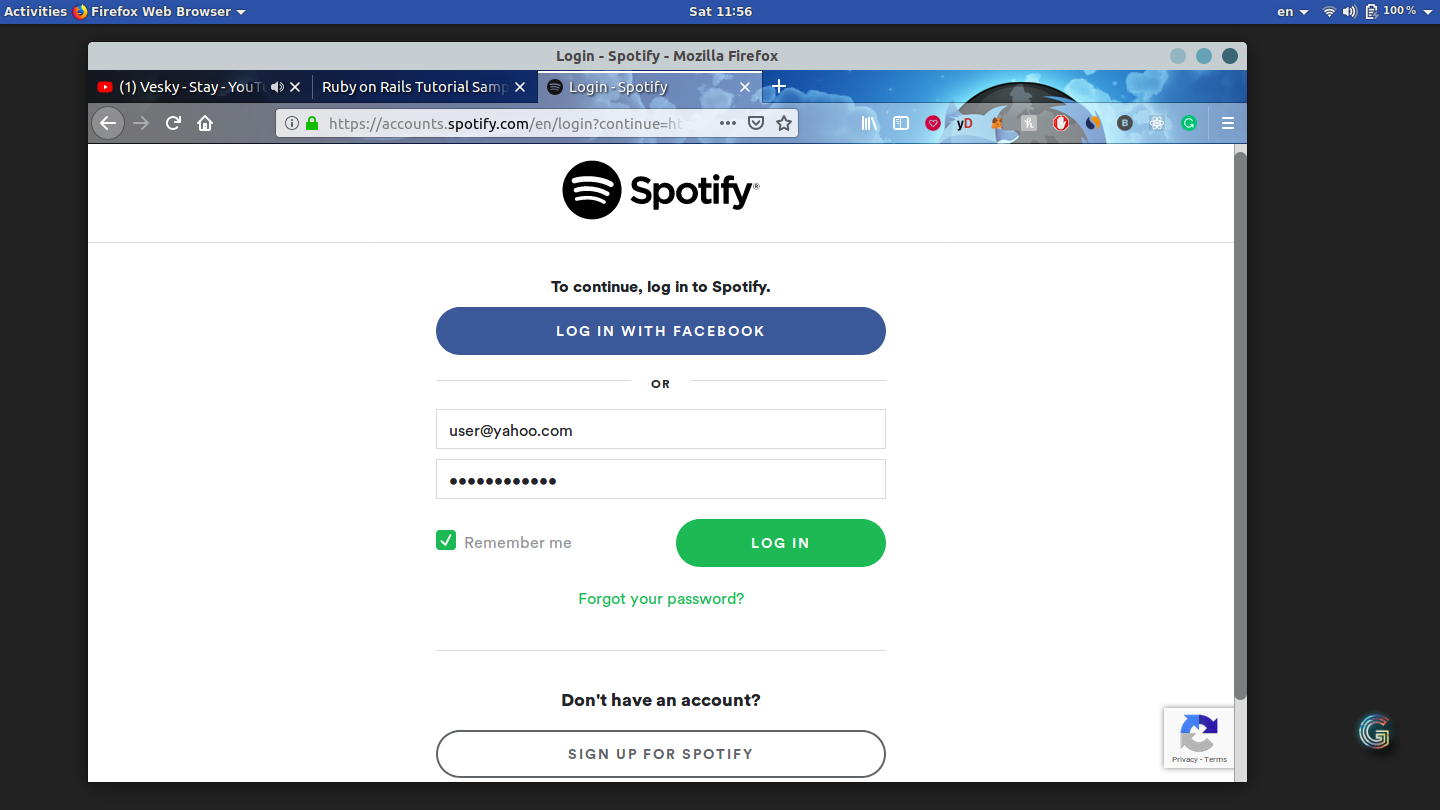 Activities Firefox Web Browser Sat 11:56 en 100 %
Login - Spotify - Mozilla Firefox
(1) Vesky - Stay - YouTu Ruby on Rails Tutorial Samp Login - Spotify
https://accounts.spotify.com/en/login?continue=ht yD B
Spotify®
To continue, log in to Spotify.
LOG IN WITH FACEBOOK
OR
user@yahoo.com
••••••••••••
Remember me LOG IN
Forgot your password?
Don't have an account?
SIGN UP FOR SPOTIFY
Privacy - Terms
G